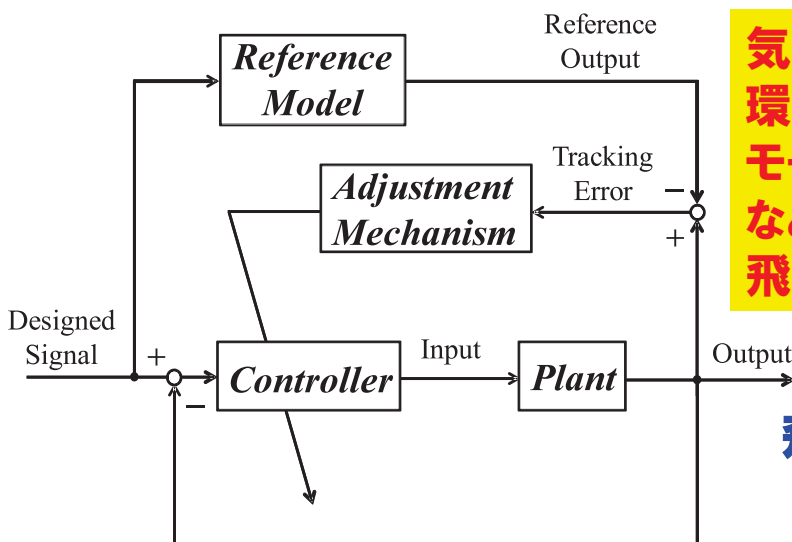 Reference
Output
Reference
Model
Tracking
Error
−
+
Adjustment
Mechanism
Designed
Signal
+
−
Controller
Input
Plant
Output
気
環
モ
な
飛